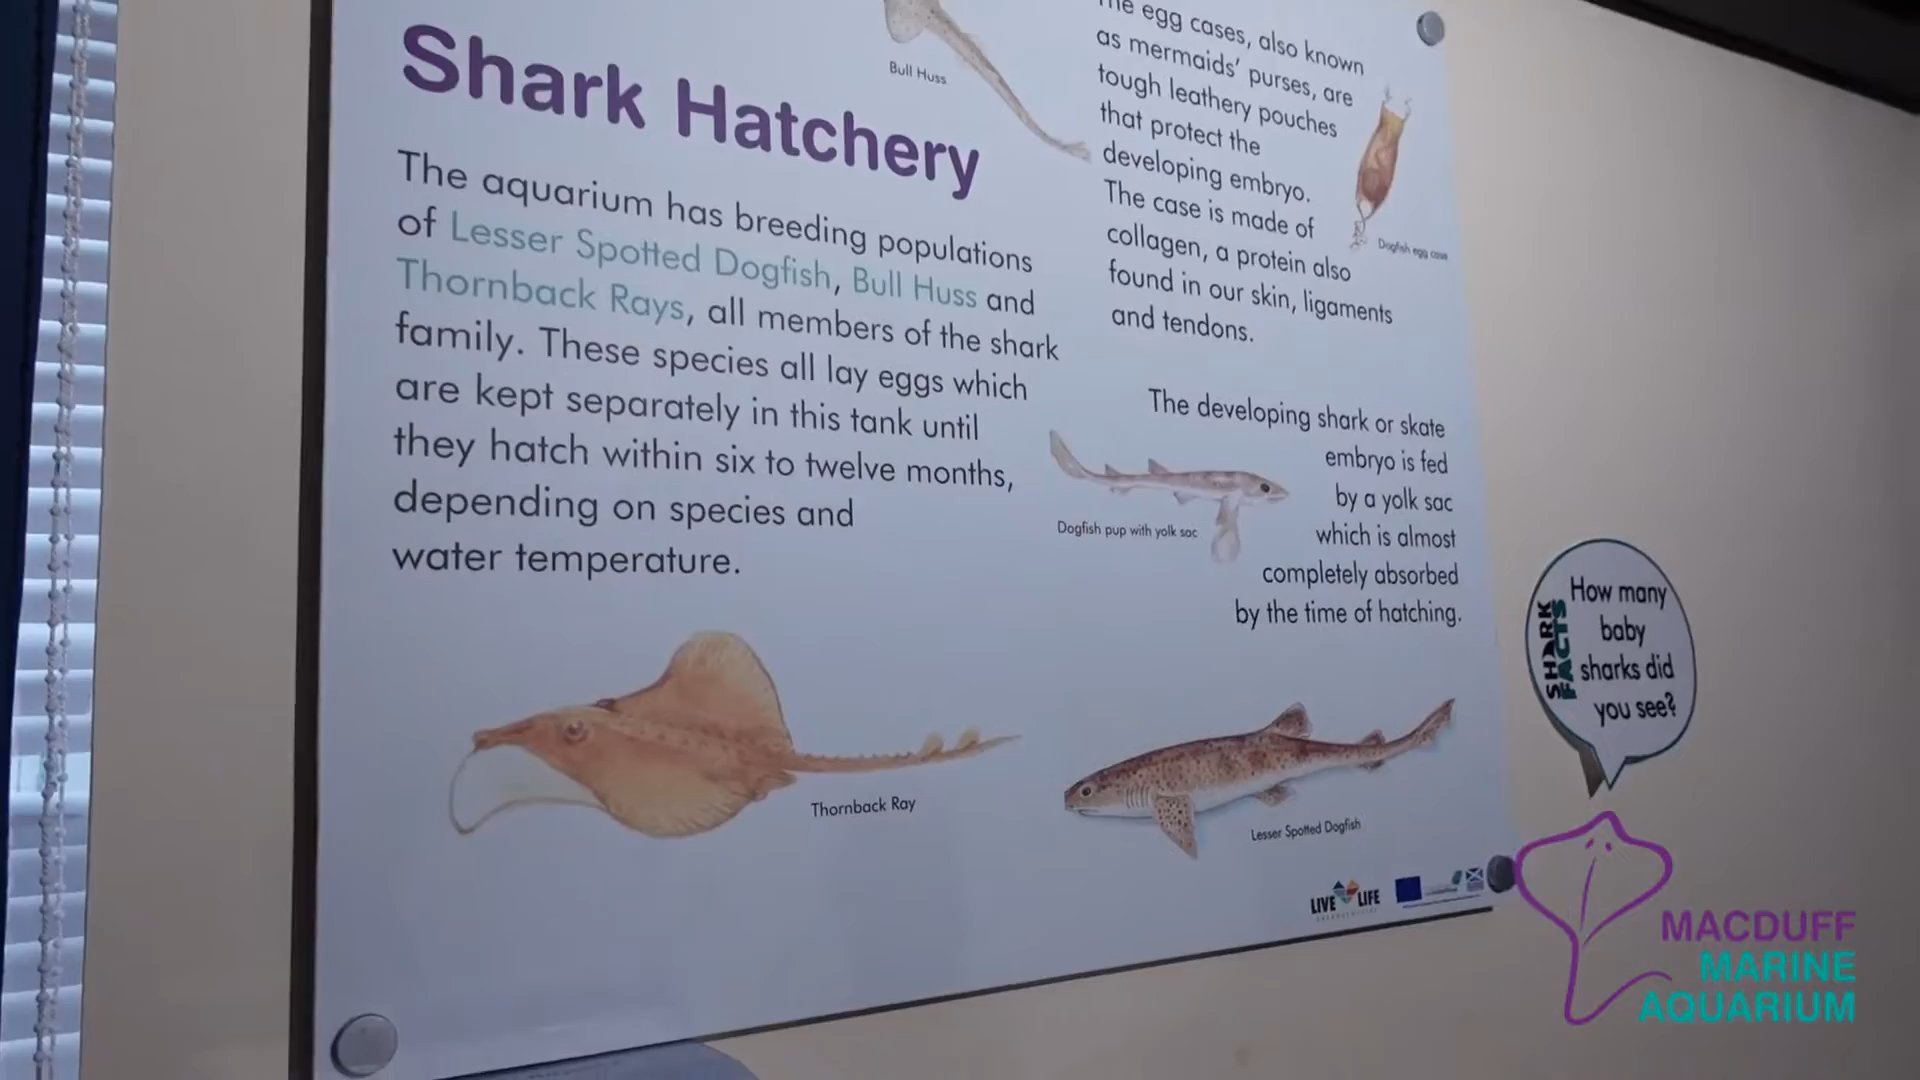 Shark Hatchery
The aquarium has breeding populations
of Lesser Spotted Dogfish, Bull Huss and
Thornback Rays, all members of the shark
family. These species all lay eggs which
are kept separately in this tank until
they hatch within six to twelve months,
depending on species and
water temperature.
Bull Huss
The egg cases, also known
as mermaids’ purses, are
tough leathery pouches
that protect the
developing embryo.
The case is made of
collagen, a protein also
found in our skin, ligaments
and tendons.
Dogfish egg case
The developing shark or skate
embryo is fed
by a yolk sac
which is almost
completely absorbed
by the time of hatching.
Dogfish pup with yolk sac
Thornback Ray
Lesser Spotted Dogfish
LIVE LIFE
SHARK
FACTS
How many
baby
sharks did
you see?
MACDUFF
MARINE
AQUARIUM